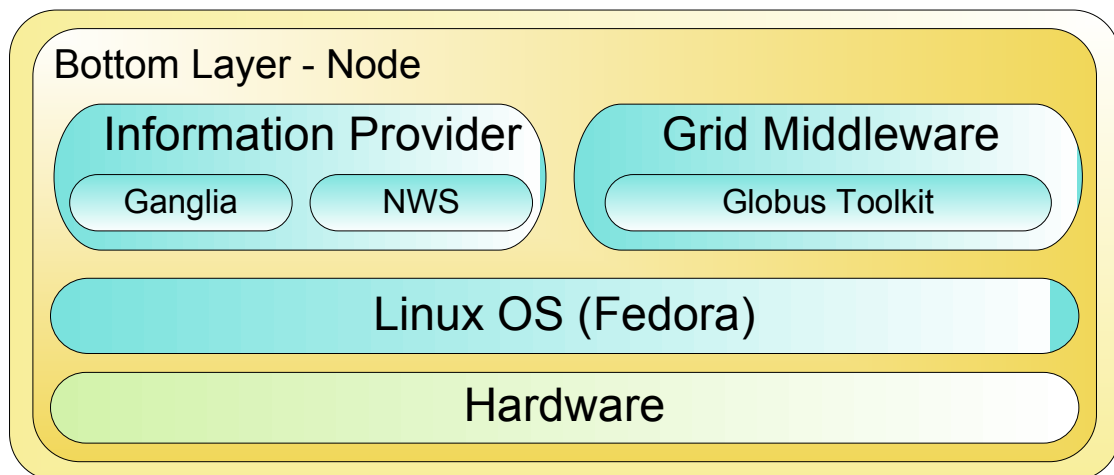 Bottom Layer - Node
Information Provider
Grid Middleware
Ganglia
NWS
Globus Toolkit
Linux OS (Fedora)
Hardware